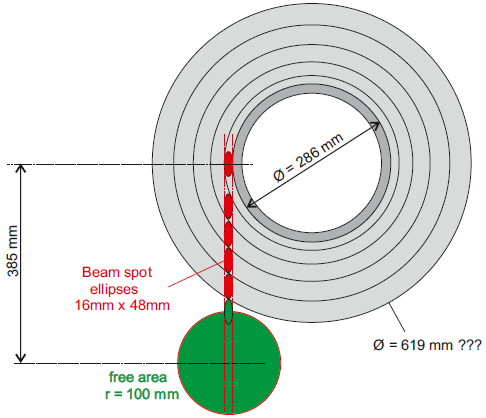 Ø = 286 mm
385 mm
Beam spot
ellipses
16mm x 48mm
Ø = 619 mm ???
free area
r = 100 mm